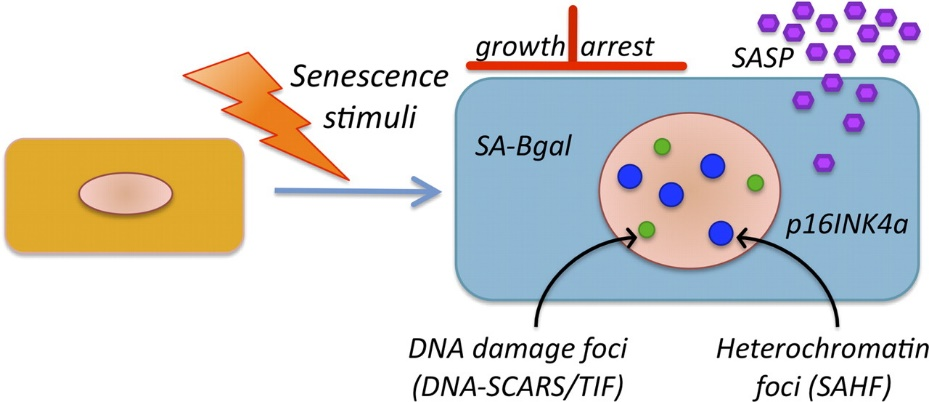 growth arrest
SASP
Senescence
stimuli
SA-Bgal
p16INK4a
DNA damage foci
(DNA-SCARS/TIF)
Heterochromatin
foci (SAHF)